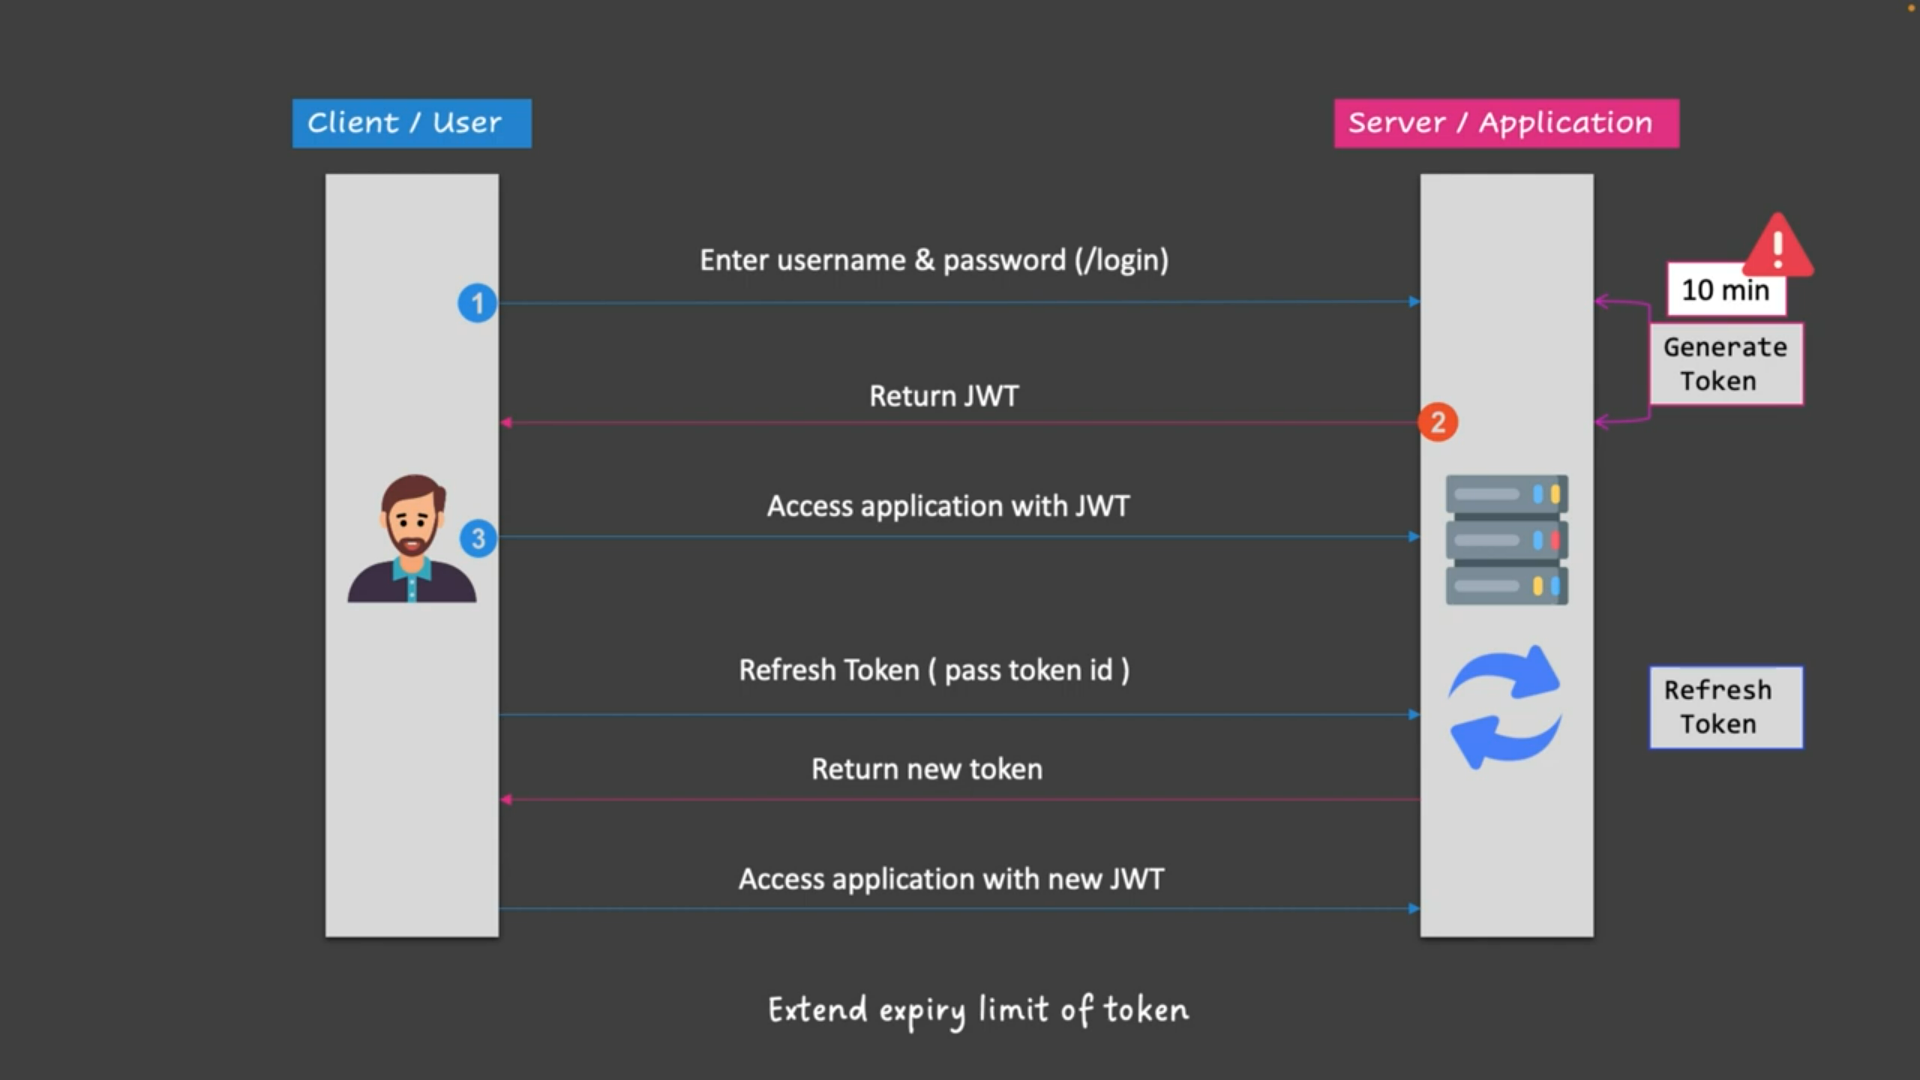 Client / User
Server / Application
Enter username & password (/login)
1
10 min
Generate
Token
Return JWT
2
Access application with JWT
3
Refresh Token ( pass token id )
Refresh
Token
Return new token
Access application with new JWT
Extend expiry limit of token